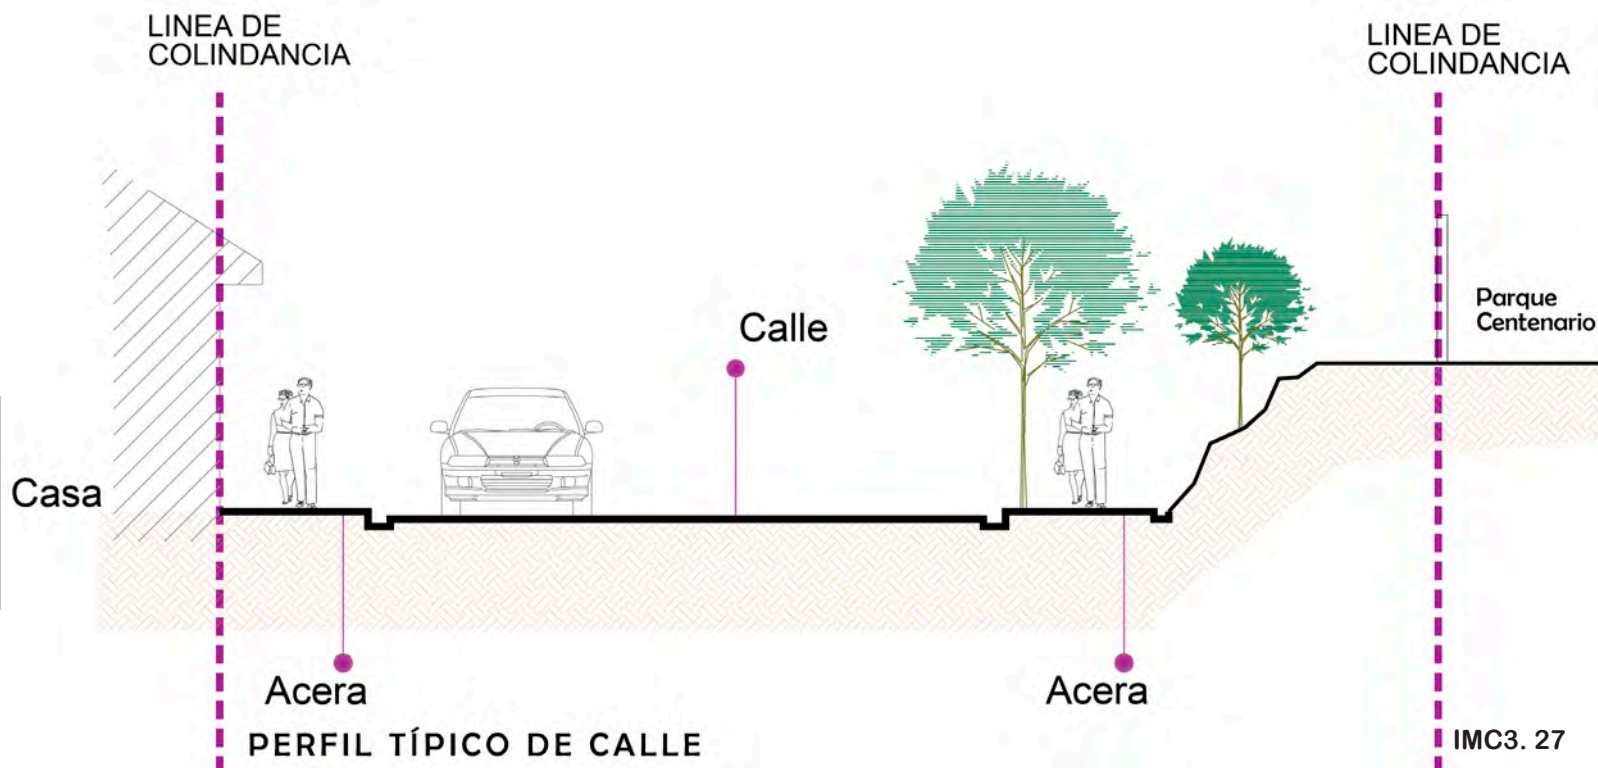 LINEA DE
COLINDANCIA
LINEA DE
COLINDANCIA
Calle
Parque
Centenario
Casa
Acera
Acera
PERFIL TÍPICO DE CALLE
IMC3. 27